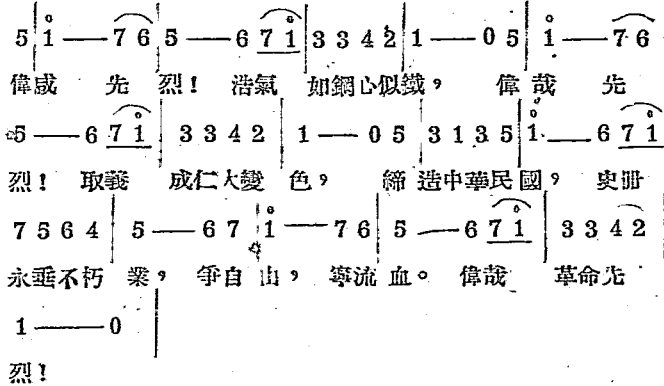 5|1̇ — 7 6|5 — 6 7 1̇|3 3 4 2|1 — 0 5|1̇ — 7 6
偉哉 先 烈! 浩氣 如鋼心似鐵, 偉哉 先
5 — 6 7 1̇|3 3 4 2|1 — 0 5|3 1 3 5|1̇ — 6 7 1̇
烈! 取義 成仁大變 色, 締造中華民國, 史册
7 5 6 4|5 — 6 7|1̇ — 7 6|5 — 6 7 1̇|3 3 4 2
永垂不朽 業, 爭自由, 寧流血。偉哉 革命先
1 — 0|
烈!